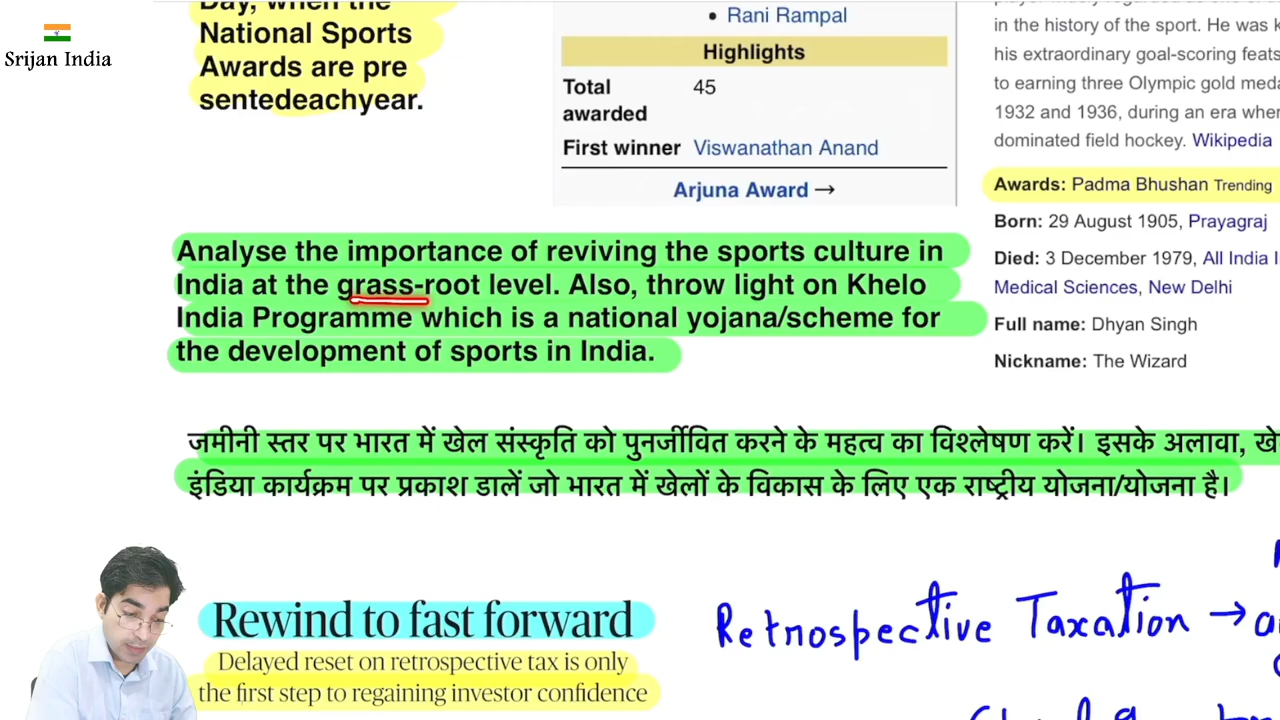 Srijan India
Day, when the
National Sports
Awards are pre
sentedeachyear.
• Rani Rampal
Highlights
Total awarded 45
First winner Viswanathan Anand
Arjuna Award →
in the history of the sport. He was k
his extraordinary goal-scoring feats
to earning three Olympic gold meda
1932 and 1936, during an era wher
dominated field hockey. Wikipedia
Awards: Padma Bhushan Trending
Born: 29 August 1905, Prayagraj
Died: 3 December 1979, All India I
Medical Sciences, New Delhi
Full name: Dhyan Singh
Nickname: The Wizard
Analyse the importance of reviving the sports culture in
India at the grass-root level. Also, throw light on Khelo
India Programme which is a national yojana/scheme for
the development of sports in India.
जमीनी स्तर पर भारत में खेल संस्कृति को पुनर्जीवित करने के महत्व का विश्लेषण करें। इसके अलावा, खे
इंडिया कार्यक्रम पर प्रकाश डालें जो भारत में खेलों के विकास के लिए एक राष्ट्रीय योजना/योजना है।
Rewind to fast forward
Delayed reset on retrospective tax is only
the first step to regaining investor confidence
Retrospective Taxation →